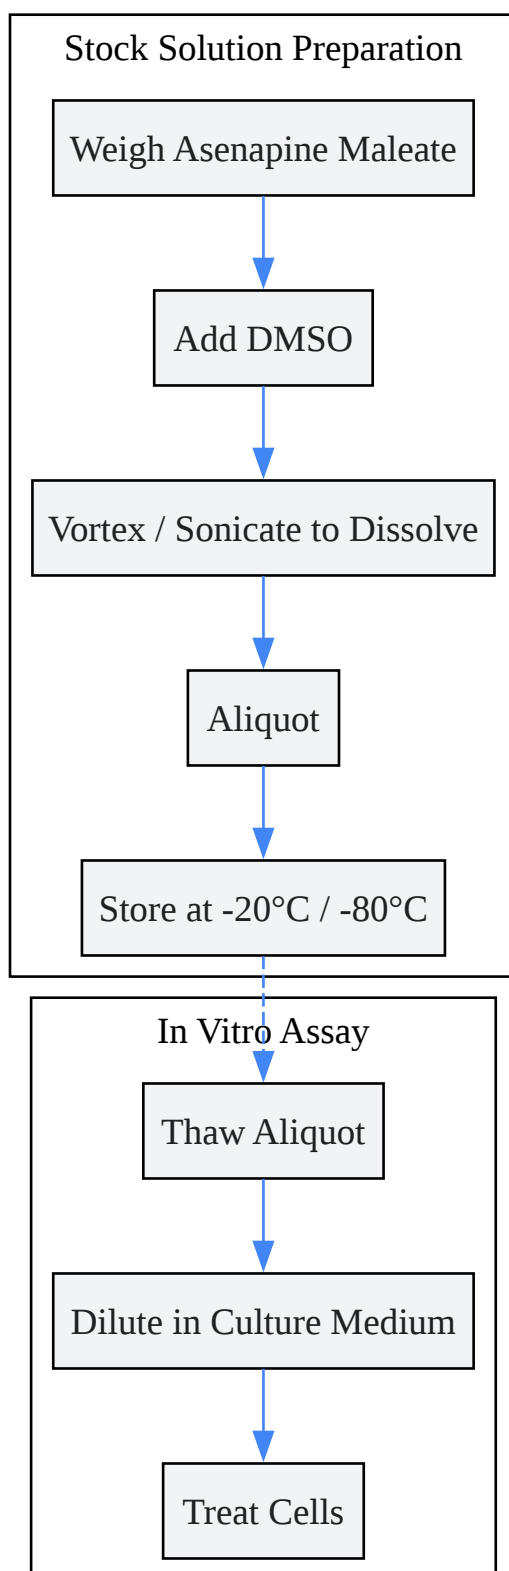 Stock Solution Preparation
Weigh Asenapine Maleate
Add DMSO
Vortex / Sonicate to Dissolve
Aliquot
Store at -20°C / -80°C
In Vitro Assay
Thaw Aliquot
Dilute in Culture Medium
Treat Cells